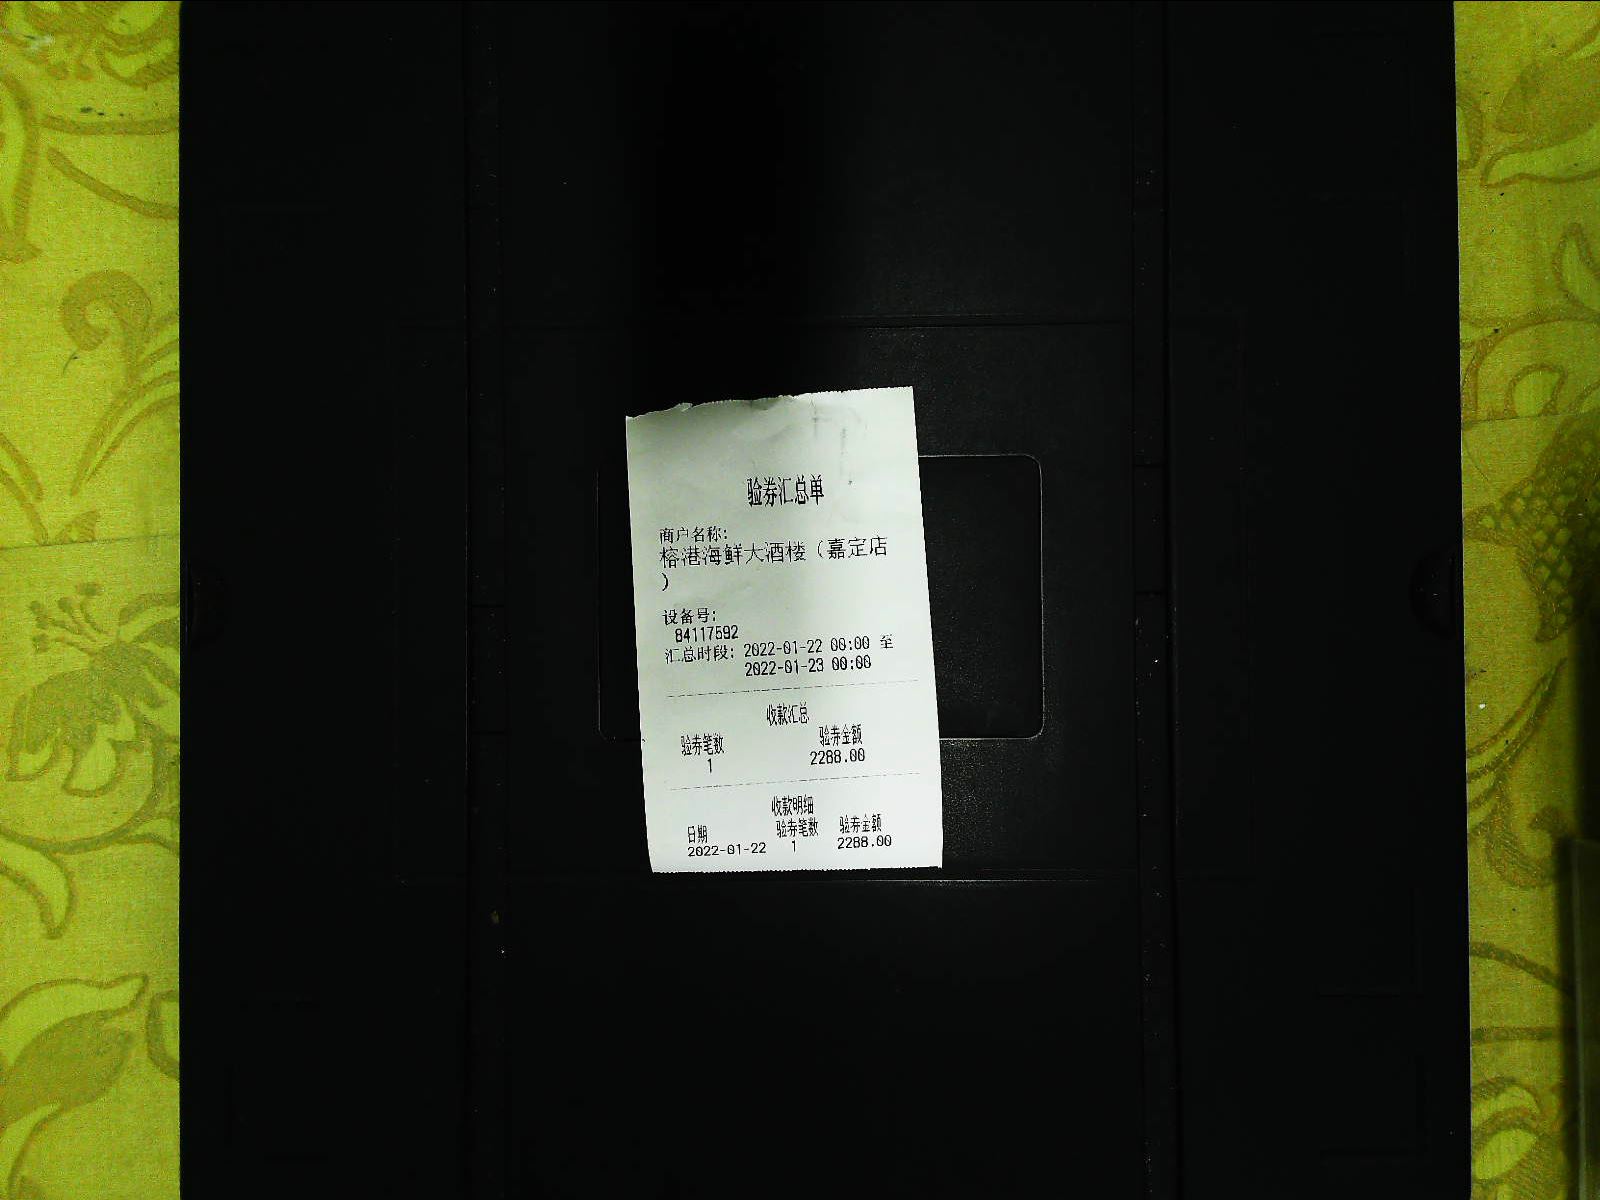 验券汇总单
商户名称:
榕港海鲜大酒楼（嘉定店
）
设备号:
84117592
汇总时段: 2022-01-22 00:00 至
2022-01-23 00:00
收款汇总
验券笔数 验券金额
1 2288.00
收款明细
日期 验券笔数 验券金额
2022-01-22 1 2288.00